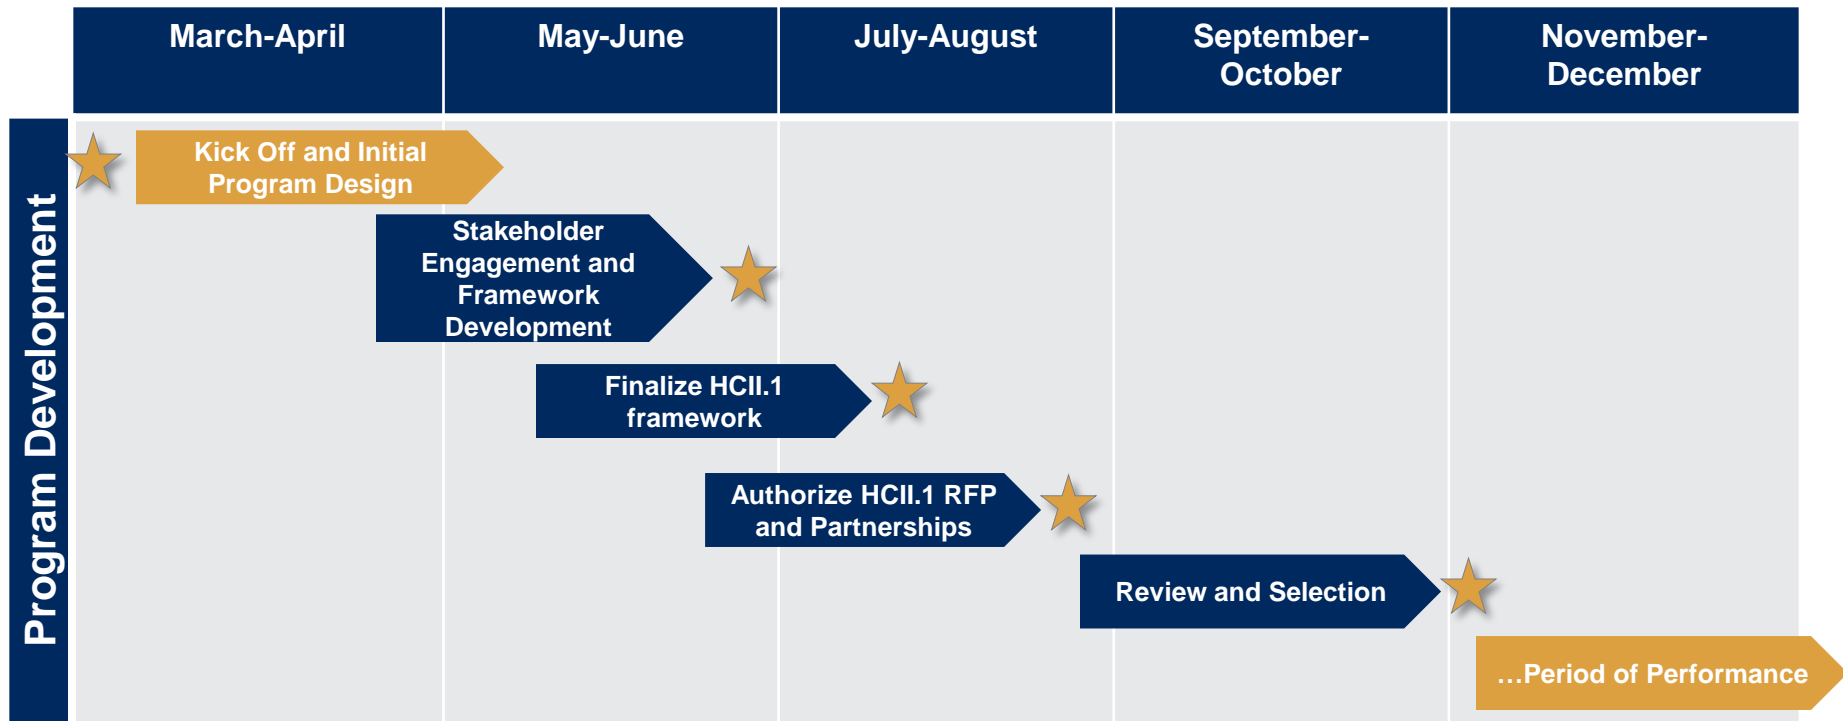 March-April
May-June
July-August
September-
October
November-
December
Program Development
Kick Off and Initial
Program Design
Stakeholder
Engagement and
Framework
Development
Finalize HCII.1
framework
Authorize HCII.1 RFP
and Partnerships
Review and Selection
…Period of Performance